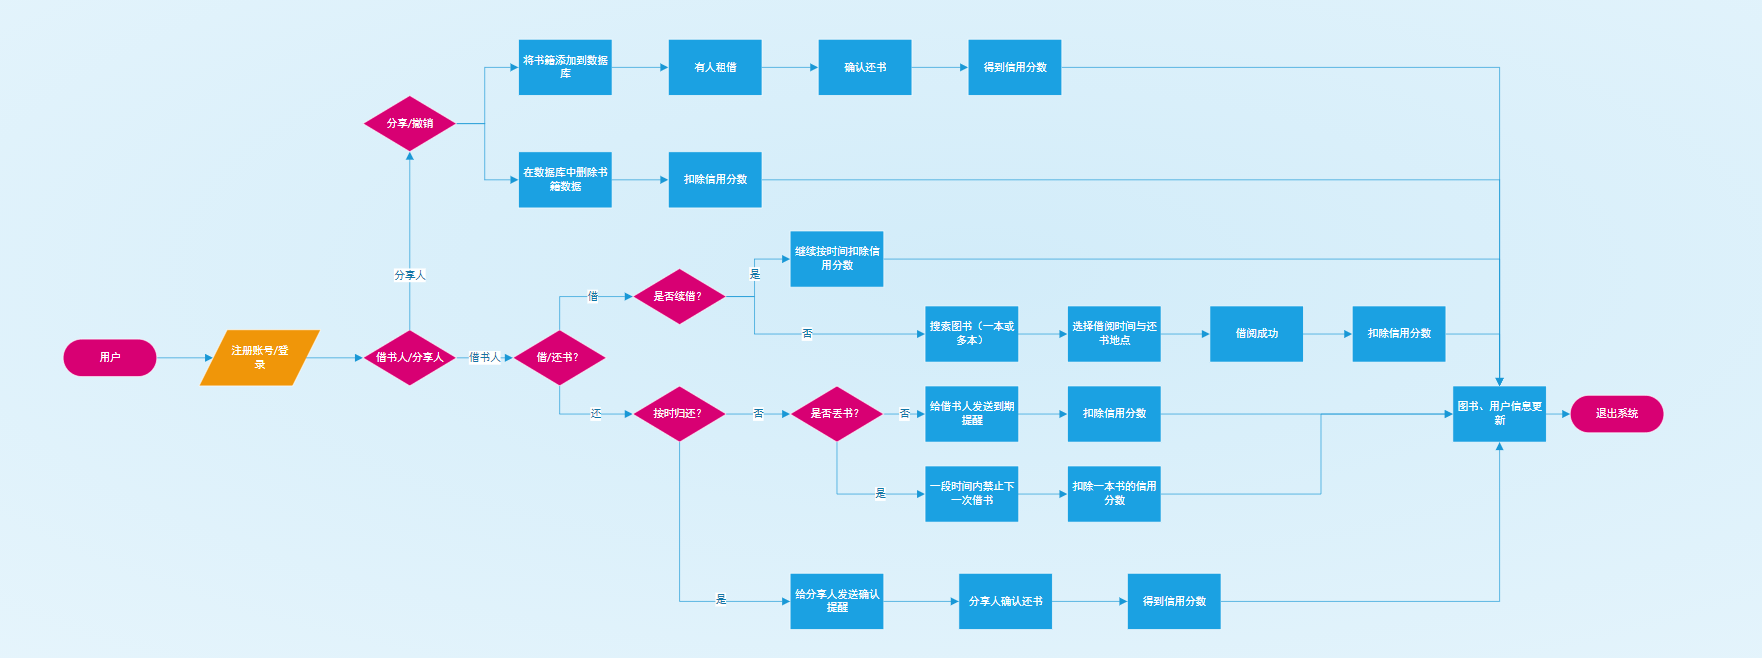 将书籍添加到数据
库
有人租借
确认还书
得到信用分数
分享/撤销
在数据库中删除书
籍数据
扣除信用分数
继续按时间扣除信
用分数
是
分享人
借
是否续借?
否
搜索图书（一本或
多本）
选择借阅时间与还
书地点
借阅成功
扣除信用分数
用户
注册账号/登
录
借书人/分享人
借书人
借/还书?
还
按时归还?
否
是否丢书?
否
给借书人发送到期
提醒
扣除信用分数
图书、用户信息更
新
退出系统
是
一段时间内禁止下
一次借书
扣除一本书的信用
分数
是
给分享人发送确认
提醒
分享人确认还书
得到信用分数